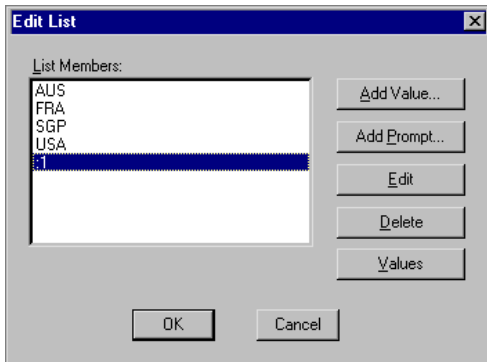 Edit List
List Members:
AUS
FRA
SGP
USA
:1
Add Value...
Add Prompt...
Edit
Delete
Values
OK
Cancel